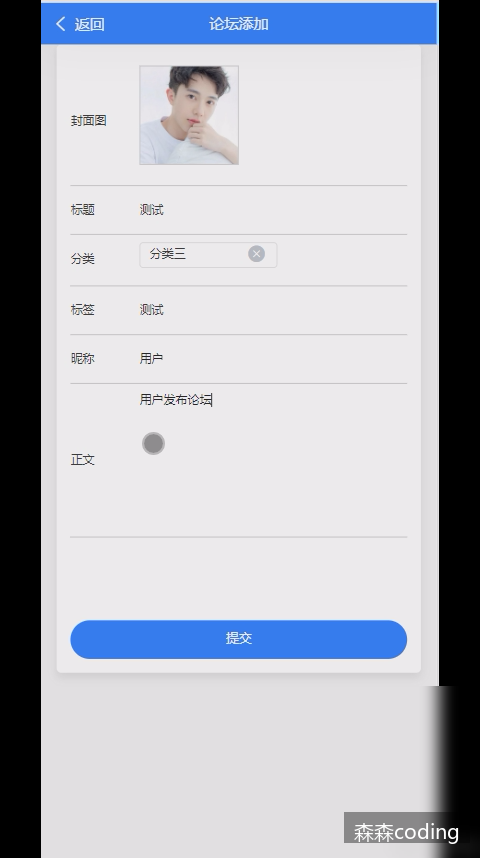 返回
论坛添加
封面图
标题 测试
分类 分类三
标签 测试
昵称 用户
用户发布论坛
正文
提交
森森coding